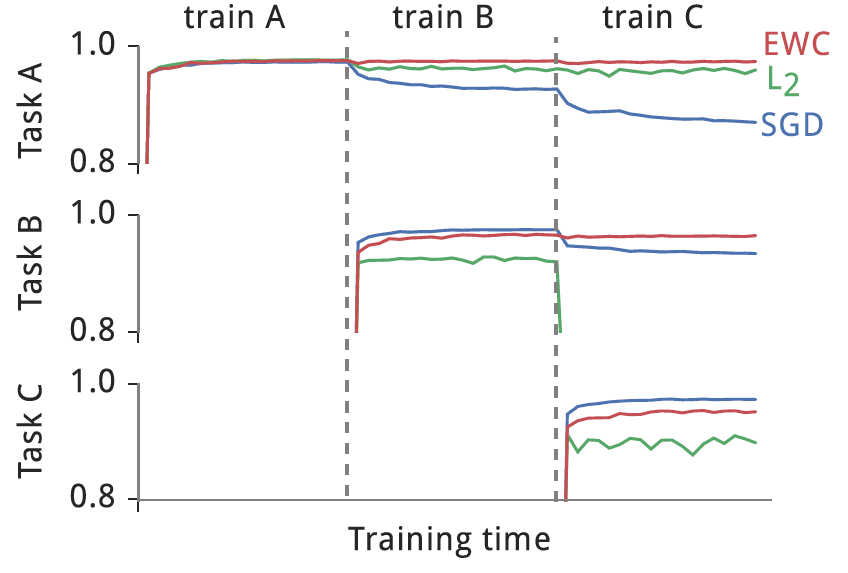 train A train B train C
1.0
Task A
0.8
EWC
L2
SGD
1.0
Task B
0.8
1.0
Task C
0.8
Training time